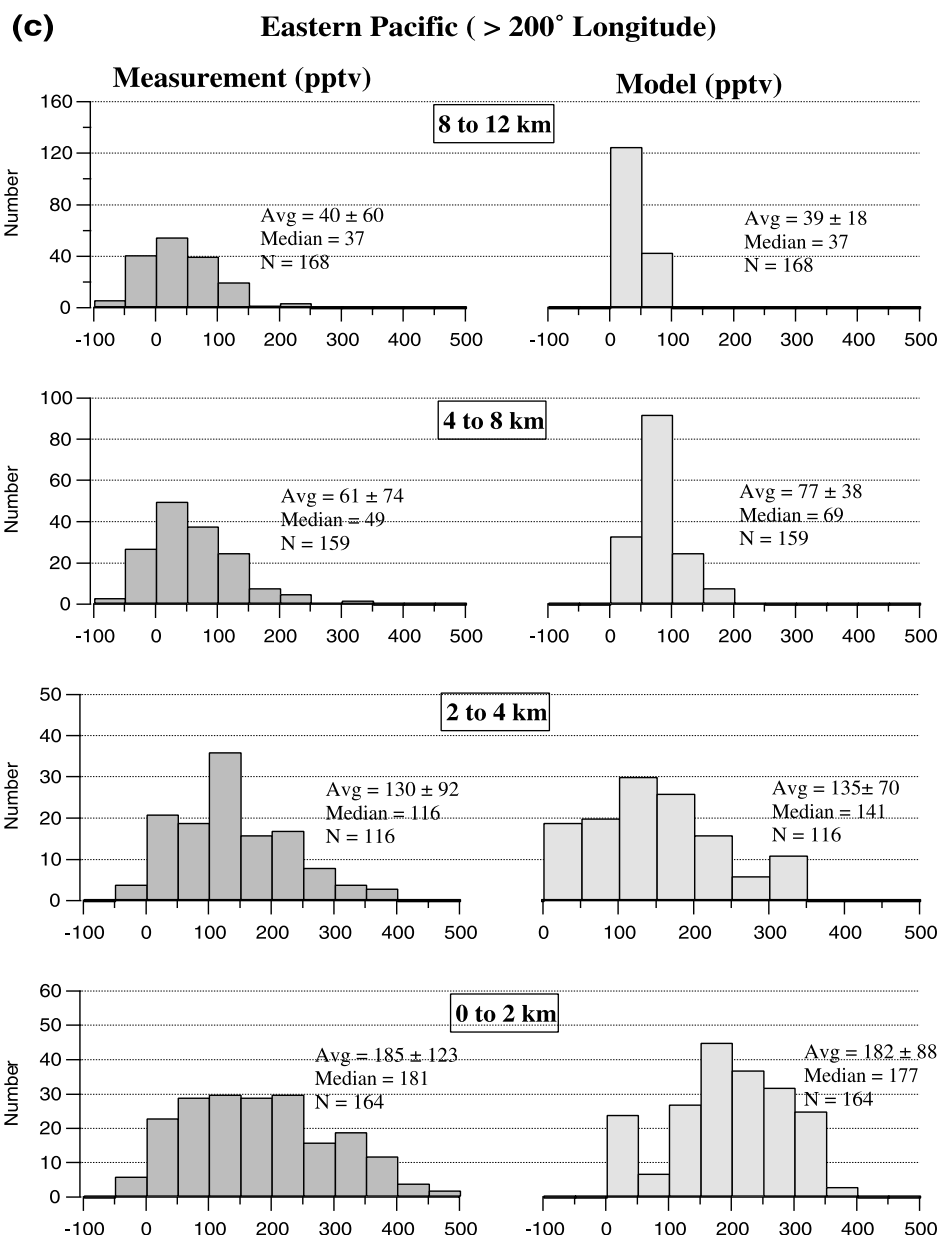 (c) Eastern Pacific ( > 200° Longitude)
Measurement (pptv) Model (pptv)
8 to 12 km
Number
160
120
80
40
0
Avg = 40 ± 60
Median = 37
N = 168
Avg = 39 ± 18
Median = 37
N = 168
-100 0 100 200 300 400 500
-100 0 100 200 300 400 500
4 to 8 km
Number
100
80
60
40
20
0
Avg = 61 ± 74
Median = 49
N = 159
Avg = 77 ± 38
Median = 69
N = 159
-100 0 100 200 300 400 500
-100 0 100 200 300 400 500
2 to 4 km
Number
50
40
30
20
10
0
Avg = 130 ± 92
Median = 116
N = 116
Avg = 135± 70
Median = 141
N = 116
-100 0 100 200 300 400 500
0 100 200 300 400 500
0 to 2 km
Number
60
50
40
30
20
10
0
Avg = 185 ± 123
Median = 181
N = 164
Avg = 182 ± 88
Median = 177
N = 164
-100 0 100 200 300 400 500
-100 0 100 200 300 400 500